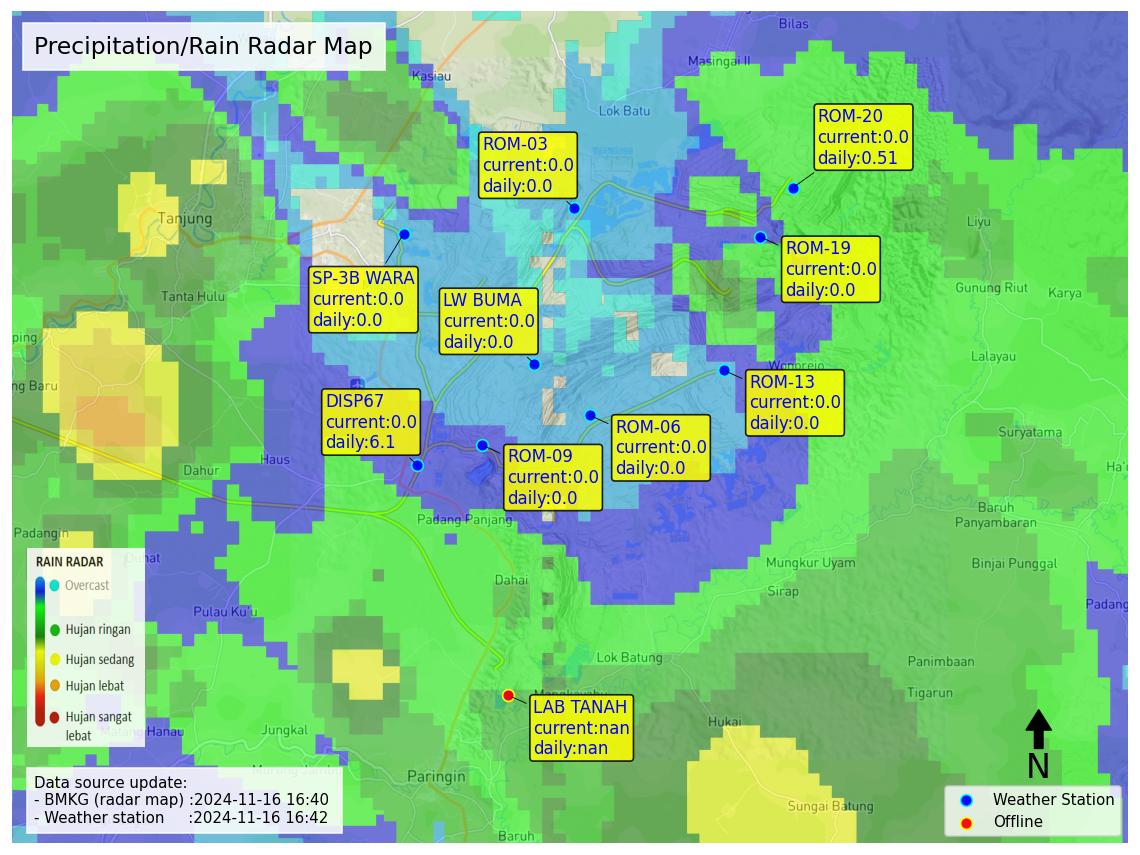 Precipitation/Rain Radar Map
Bilas
Masingai II
Kasiau
Lok Batu
ROM-20
current:0.0
daily:0.51
ROM-03
current:0.0
daily:0.0
Tanjung
Liyu
ROM-19
current:0.0
daily:0.0
SP-3B WARA
current:0.0
daily:0.0
LW BUMA
current:0.0
daily:0.0
Tanta Hulu
Gunung Riut
Karya
ping
Lalayau
Wonorejo
ng Baru
ROM-13
current:0.0
daily:0.0
DISP67
current:0.0
daily:6.1
ROM-06
current:0.0
daily:0.0
Suryatama
ROM-09
current:0.0
daily:0.0
Haus
Dahur
Ha'u
Padang Panjang
Baruh
Panyambaran
Padangin
Mungkur Uyam
Binjai Punggal
Dahai
Sirap
Padang
Pulau Ku'u
RAIN RADAR
Overcast
Hujan ringan
Hujan sedang
Hujan lebat
Hujan sangat
lebat
Lok Batung
Panimbaan
Tigarun
LAB TANAH
current:nan
daily:nan
Hukai
Jungkal
Paringin
Sungai Batung
Baruh
N
Data source update:
- BMKG (radar map) :2024-11-16 16:40
- Weather station :2024-11-16 16:42
Weather Station
Offline